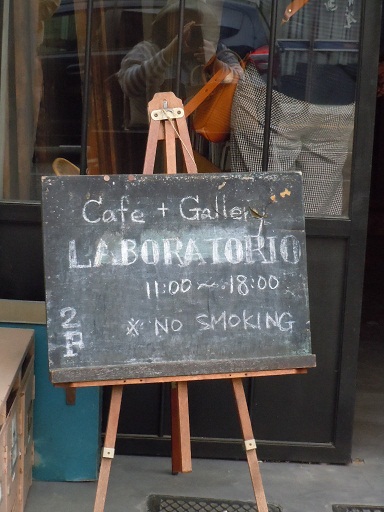 Cafe + Gallery
LABORATORIO
11:00～18:00
2F
※ NO SMOKING